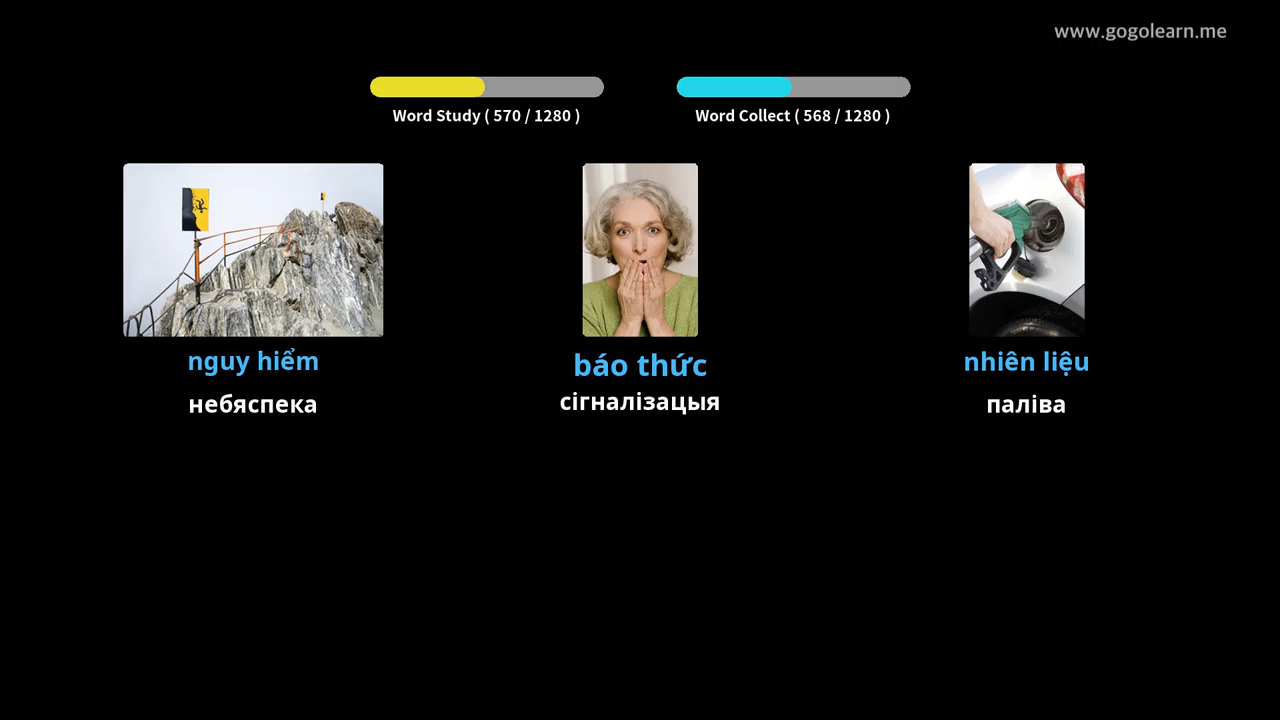 www.gogolearn.me
Word Study ( 570 / 1280 )
Word Collect ( 568 / 1280 )
nguy hiểm
báo thức
nhiên liệu
небяспека
сігналізацыя
паліва